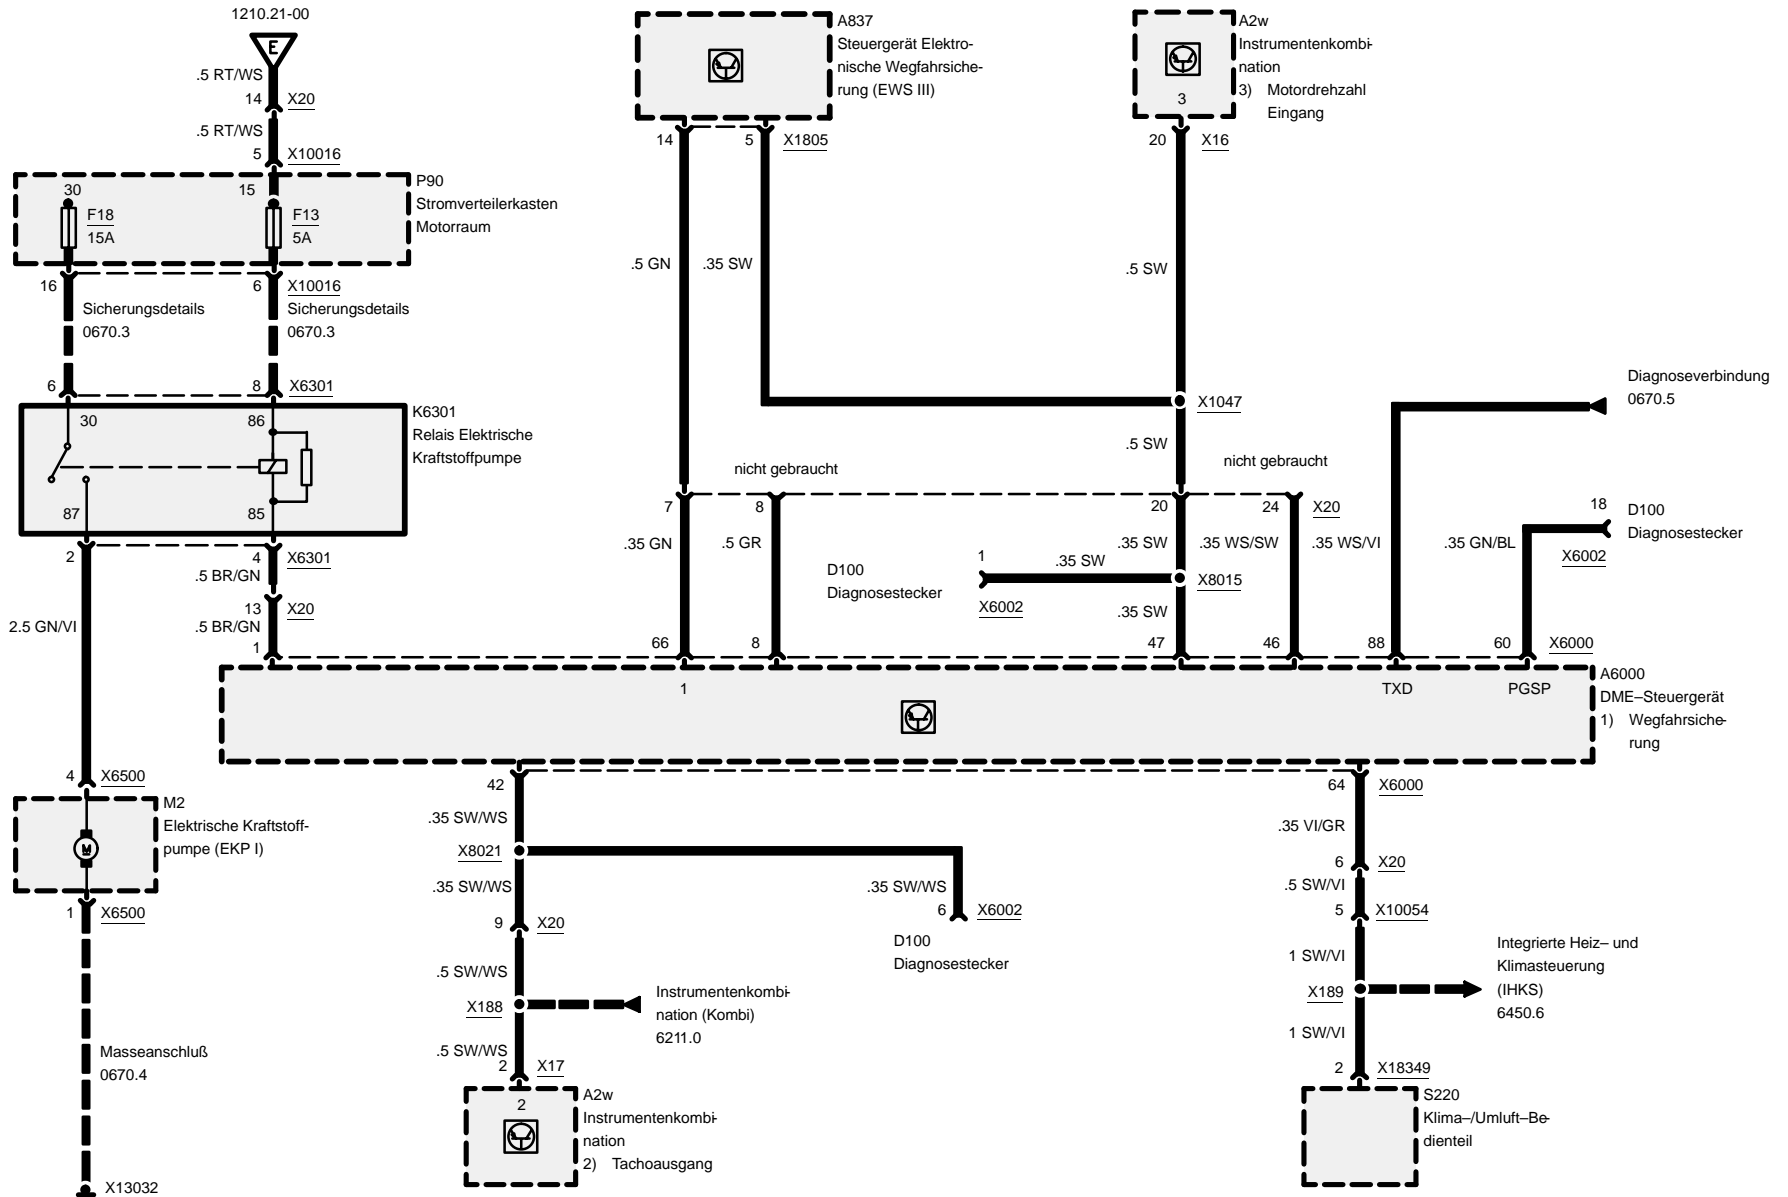 1210.21-00
E
.5 RT/WS
14 X20
.5 RT/WS
5 X10016
P90
Stromverteilerkasten
Motorraum
30
F18
15A
15
F13
5A
16
6 X10016
Sicherungsdetails
0670.3
Sicherungsdetails
0670.3
6
8 X6301
K6301
Relais Elektrische
Kraftstoffpumpe
30
86
87
85
2
4 X6301
.5 BR/GN
13 X20
.5 BR/GN
1
2.5 GN/VI
4 X6500
M2
Elektrische Kraftstoff-
pumpe (EKP I)
M
1 X6500
Masseanschluß
0670.4
X13032
A837
Steuergerät Elektro-
nische Wegfahrsiche-
rung (EWS III)
14
5 X1805
.5 GN
.35 SW
A2w
Instrumentenkombi-
nation
3) Motordrehzahl
Eingang
3
20 X16
.5 SW
X1047
.5 SW
nicht gebraucht
nicht gebraucht
7
8
20
24 X20
.35 GN
.5 GR
.35 SW
.35 WS/SW
.35 WS/VI
.35 GN/BL
D100
Diagnosestecker
1
X6002
.35 SW
X8015
.35 SW
Diagnoseverbindung
0670.5
18
X6002
D100
Diagnosestecker
66
8
47
46
88
60 X6000
A6000
DME–Steuergerät
1) Wegfahrsiche-
rung
1
TXD
PGSP
42
64 X6000
.35 SW/WS
X8021
.35 SW/WS
.35 SW/WS
6 X6002
D100
Diagnosestecker
9 X20
.5 SW/WS
X188
Instrumentenkombi-
nation (Kombi)
6211.0
.5 SW/WS
2 X17
2
A2w
Instrumentenkombi-
nation
2) Tachoausgang
.35 VI/GR
6 X20
.5 SW/VI
5 X10054
1 SW/VI
X189
Integrierte Heiz– und
Klimasteuerung
(IHKS)
6450.6
1 SW/VI
2 X18349
S220
Klima–/Umluft–Be-
dienteil